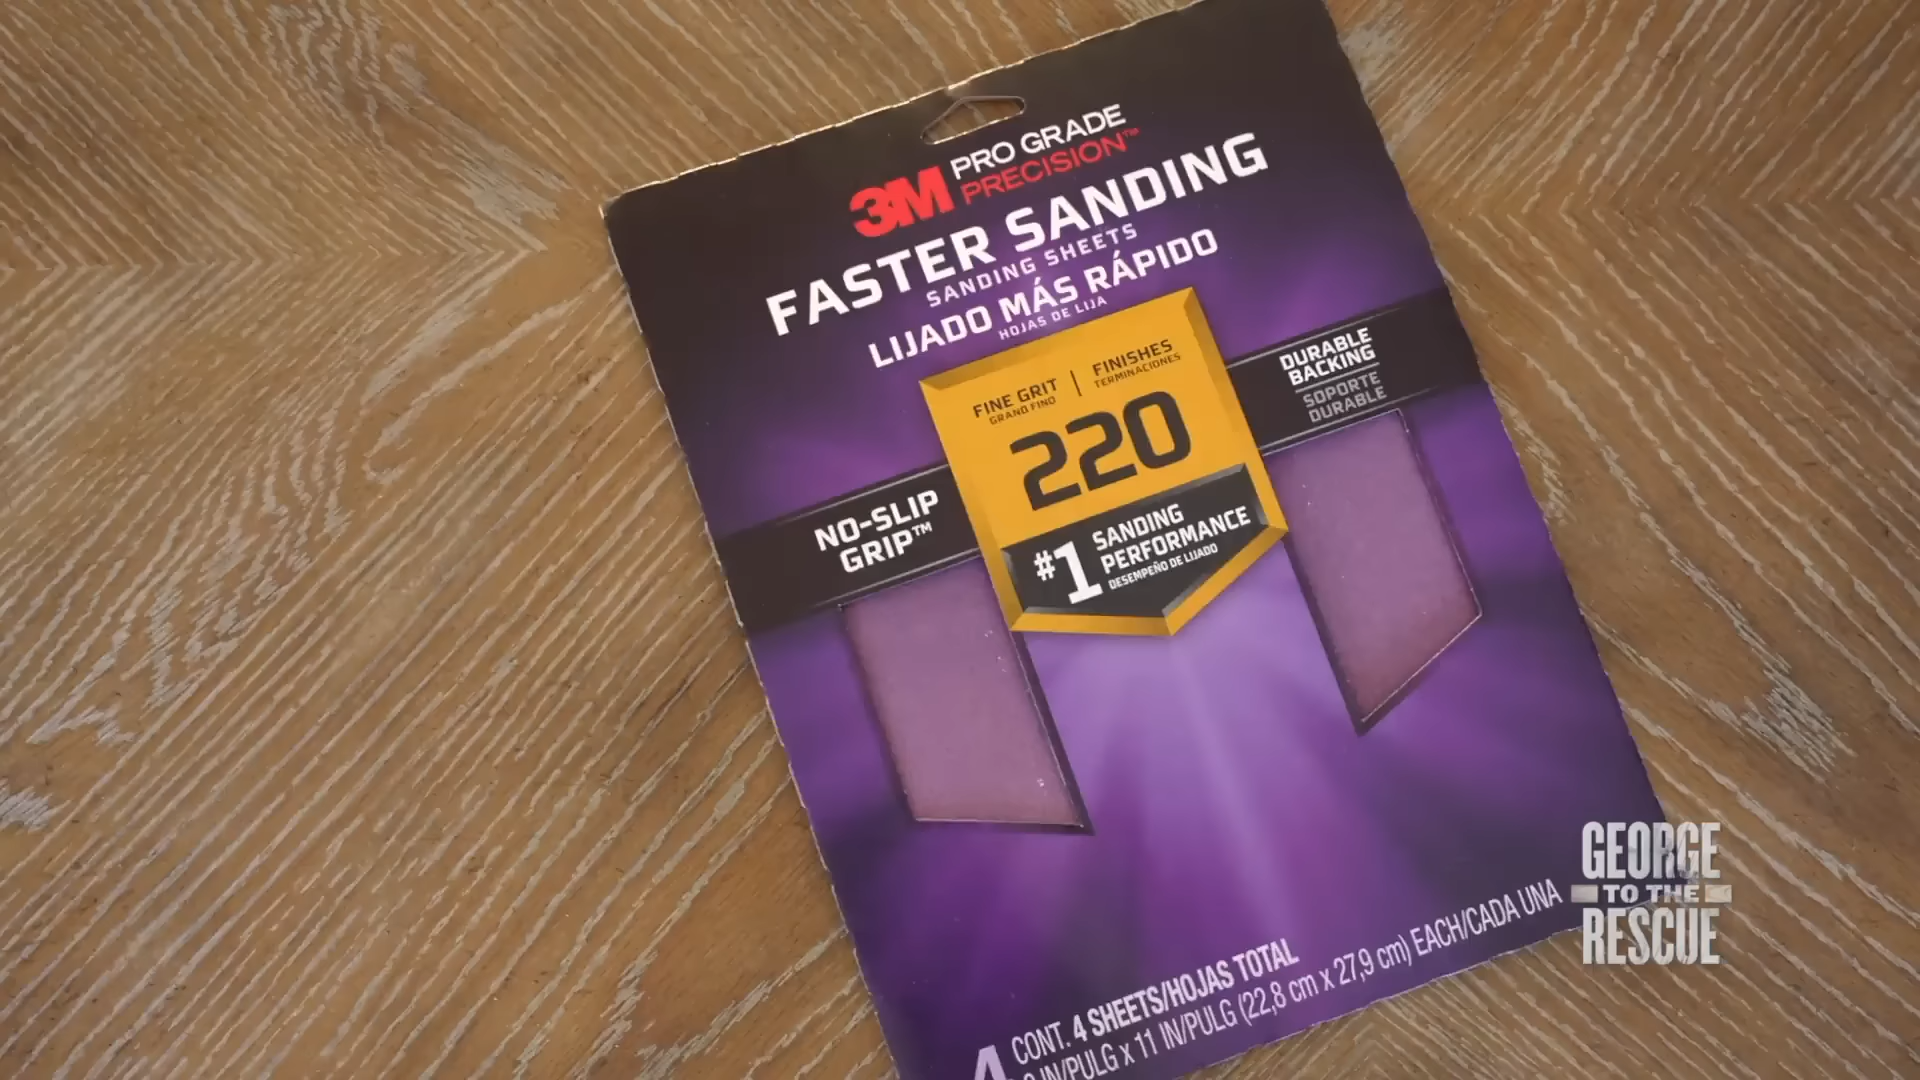 3M PRO GRADE
PRECISION™
FASTER SANDING
SANDING SHEETS
LIJADO MÁS RÁPIDO
HOJAS DE LIJA
FINE GRIT | FINISHES
GRANO FINO TERMINACIONES
220
#1 SANDING
PERFORMANCE
DESEMPEÑO DE LIJADO
NO-SLIP
GRIP™
DURABLE
BACKING
SOPORTE
DURABLE
4 CONT. 4 SHEETS/HOJAS TOTAL
9 IN/PULG x 11 IN/PULG (22,8 cm x 27,9 cm) EACH/CADA UNA
GEORGE
TO THE
RESCUE